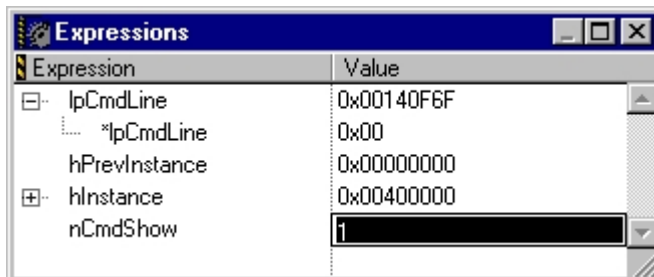 Expressions
Expression Value
lpCmdLine 0x00140F6F
*lpCmdLine 0x00
hPrevInstance 0x00000000
hInstance 0x00400000
nCmdShow 1